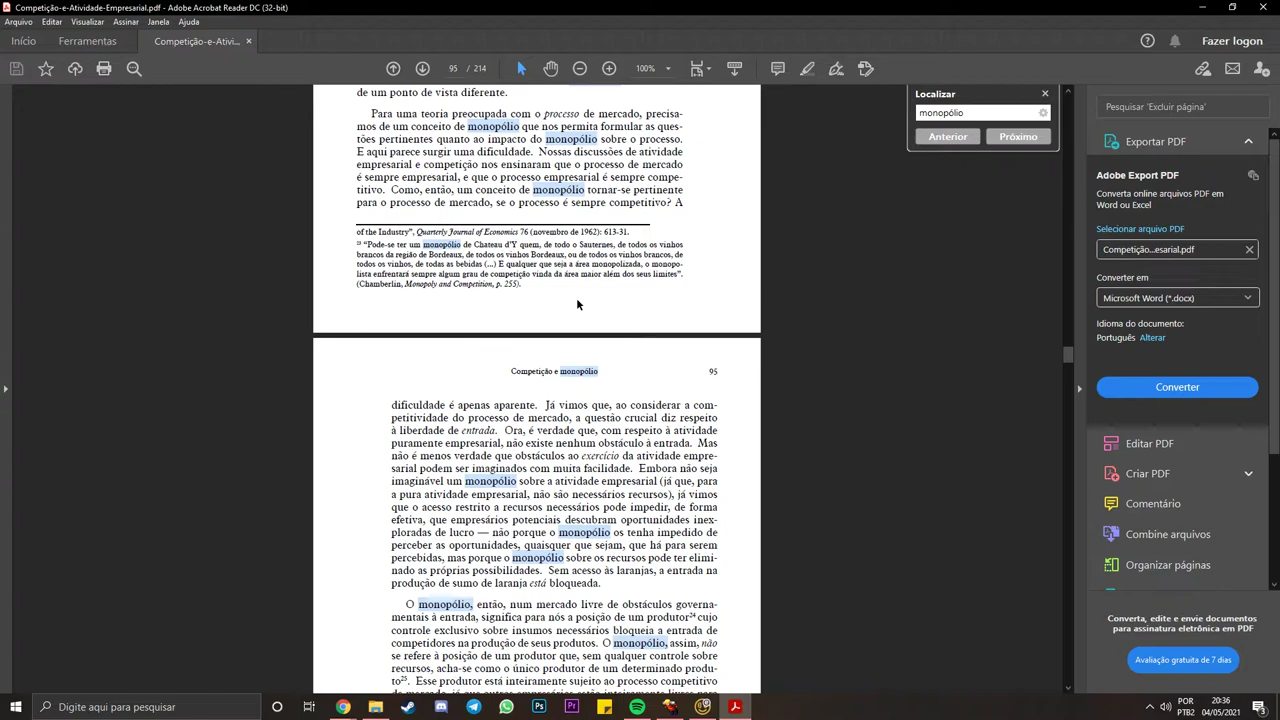 Competição-e-Atividade-Empresarial.pdf - Adobe Acrobat Reader DC (32-bit)
Arquivo Editar Visualizar Assinar Janela Ajuda
Início Ferramentas Competição-e-Ativi... × Fazer logon
95 / 214 100%
de um ponto de vista diferente.
Para uma teoria preocupada com o processo de mercado, precisa-
mos de um conceito de monopólio que nos permita formular as ques-
tões pertinentes quanto ao impacto do monopólio sobre o processo.
E aqui parece surgir uma dificuldade. Nossas discussões de atividade
empresarial e competição nos ensinaram que o processo de mercado
é sempre empresarial, e que o processo empresarial é sempre compe-
titivo. Como, então, um conceito de monopólio tornar-se pertinente
para o processo de mercado, se o processo é sempre competitivo? A
of the Industry”, Quarterly Journal of Economics 76 (novembro de 1962): 613-31.
23 “Pode-se ter um monopólio de Chateau d’Y quem, de todo o Sauternes, de todos os vinhos
brancos da região de Bordeaux, de todos os vinhos Bordeaux, ou de todos os vinhos brancos, de
todos os vinhos, de todas as bebidas (...) E qualquer que seja a área monopolizada, o monopo-
lista enfrentará sempre algum grau de competição vinda da área maior além dos seus limites”.
(Chamberlin, Monopoly and Competition, p. 255).
Competição e monopólio 95
dificuldade é apenas aparente. Já vimos que, ao considerar a com-
petitividade do processo de mercado, a questão crucial diz respeito
à liberdade de entrada. Ora, é verdade que, com respeito à atividade
puramente empresarial, não existe nenhum obstáculo à entrada. Mas
não é menos verdade que obstáculos ao exercício da atividade empre-
sarial podem ser imaginados com muita facilidade. Embora não seja
imaginável um monopólio sobre a atividade empresarial (já que, para
a pura atividade empresarial, não são necessários recursos), já vimos
que o acesso restrito a recursos necessários pode impedir, de forma
efetiva, que empresários potenciais descubram oportunidades inex-
ploradas de lucro — não porque o monopólio os tenha impedido de
perceber as oportunidades, quaisquer que sejam, que há para serem
percebidas, mas porque o monopólio sobre os recursos pode ter elimi-
nado as próprias possibilidades. Sem acesso às laranjas, a entrada na
produção de sumo de laranja está bloqueada.
O monopólio, então, num mercado livre de obstáculos governa-
mentais à entrada, significa para nós a posição de um produtor24 cujo
controle exclusivo sobre insumos necessários bloqueia a entrada de
competidores na produção de seus produtos. O monopólio, assim, não
se refere à posição de um produtor que, sem qualquer controle sobre
recursos, acha-se como o único produtor de um determinado produ-
to25. Esse produtor está inteiramente sujeito ao processo competitivo
Localizar ×
monopólio
Anterior Próximo
Pesquisar 'Excluir página'
Exportar PDF
Adobe Export PDF
Converta arquivos PDF em
Word ou Excel online
Selecionar arquivo PDF
Competição...esarial.pdf
Converter em
Microsoft Word (*.docx)
Idioma do documento:
Português Alterar
Converter
Editar PDF
Criar PDF
Comentário
Combine arquivos
Organizar páginas
Converta, edite e envie documentos
para assinatura eletrônica em PDF
Avaliação gratuita de 7 dias
Digite aqui para pesquisar
POR
PTB2
20:36
04/05/2021